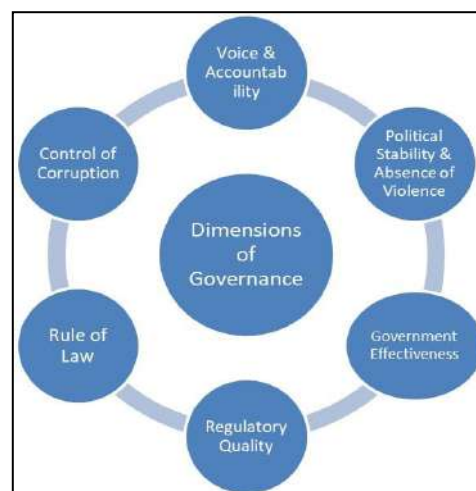 Voice &
Accountab
ility
Political
Stability &
Absence of
Violence
Government
Effectiveness
Regulatory
Quality
Rule of
Law
Control of
Corruption
Dimensions
of
Governance